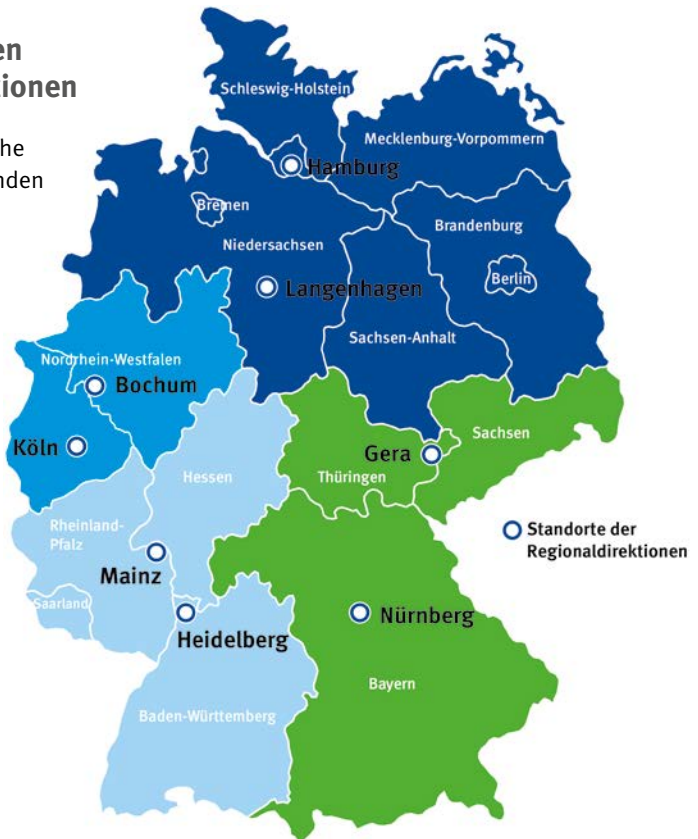 en
tionen
he
nden
Schleswig-Holstein
Mecklenburg-Vorpommern
Hamburg
Bremen
Brandenburg
Niedersachsen
Berlin
Langenhagen
Sachsen-Anhalt
Nordrhein-Westfalen
Bochum
Sachsen
Köln
Gera
Hessen
Thüringen
Rheinland-
Pfalz
Standorte der
Regionaldirektionen
Mainz
Saarland
Heidelberg
Nürnberg
Bayern
Baden-Württemberg